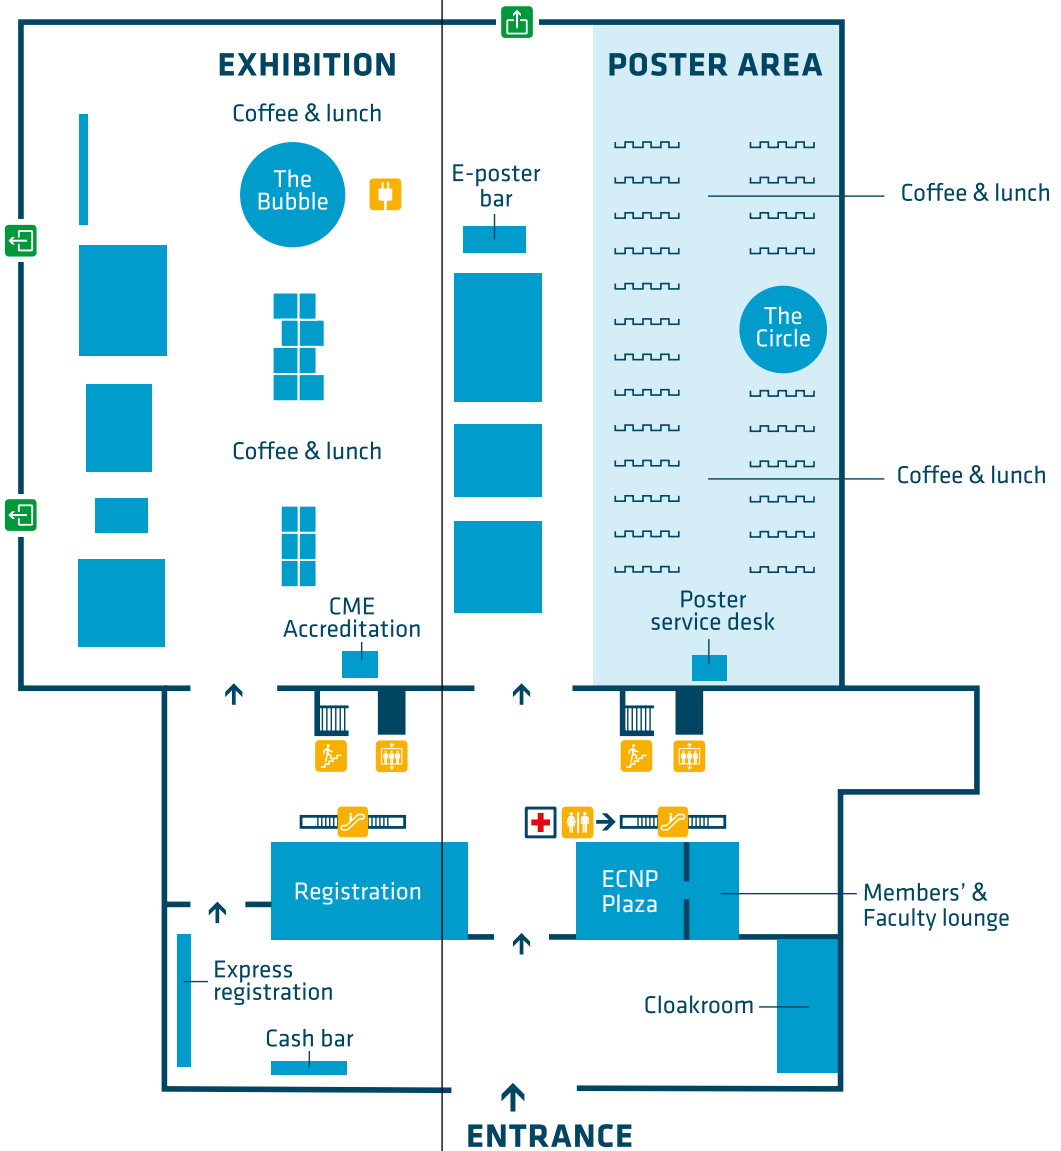 EXHIBITION
POSTER AREA
Coffee & lunch
The
Bubble
E-poster
bar
Coffee & lunch
The
Circle
Coffee & lunch
Coffee & lunch
CME
Accreditation
Poster
service desk
Registration
ECNP
Plaza
Members’ &
Faculty lounge
Express
registration
Cloakroom
Cash bar
ENTRANCE